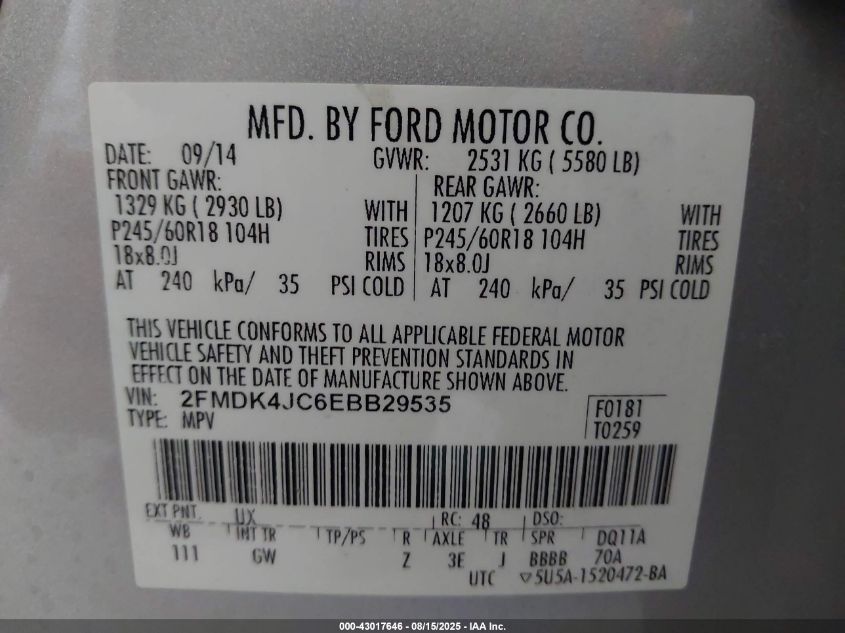 MFD. BY FORD MOTOR CO.
DATE: 09/14 GVWR: 2531 KG ( 5580 LB)
FRONT GAWR: REAR GAWR:
1329 KG ( 2930 LB) WITH 1207 KG ( 2660 LB) WITH
P245/60R18 104H TIRES P245/60R18 104H TIRES
18x8.0J RIMS 18x8.0J RIMS
AT 240 kPa/ 35 PSI COLD AT 240 kPa/ 35 PSI COLD
THIS VEHICLE CONFORMS TO ALL APPLICABLE FEDERAL MOTOR
VEHICLE SAFETY AND THEFT PREVENTION STANDARDS IN
EFFECT ON THE DATE OF MANUFACTURE SHOWN ABOVE.
VIN: 2FMDK4JC6EBB29535 F0181
TYPE: MPV T0259
EXT PNT. UX RC: 48 DSO:
WB INT TR TP/PS R AXLE TR SPR DQ11A
111 GW Z 3E J BBBB 70A
UTC ▽5U5A-1520472-BA
000-43017646 - 08/15/2025 - IAA Inc.